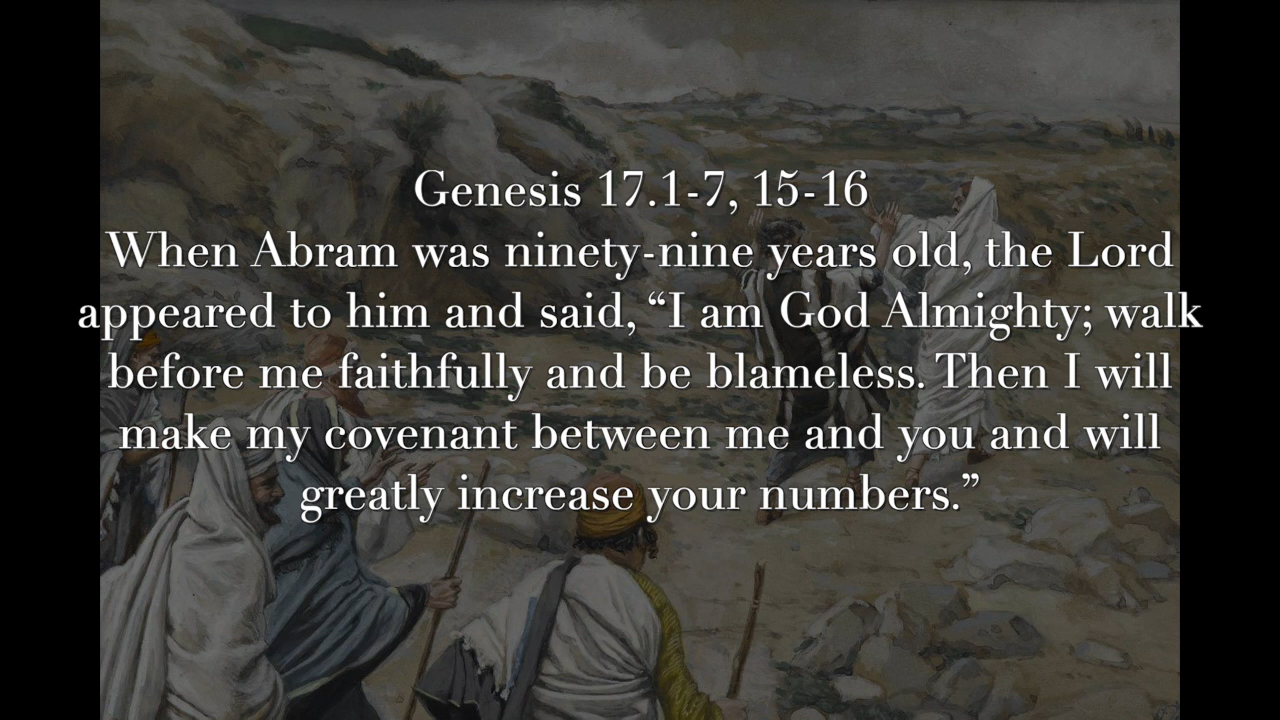 Genesis 17.1-7, 15-16
When Abram was ninety-nine years old, the Lord
appeared to him and said, “I am God Almighty; walk
before me faithfully and be blameless. Then I will
make my covenant between me and you and will
greatly increase your numbers.”